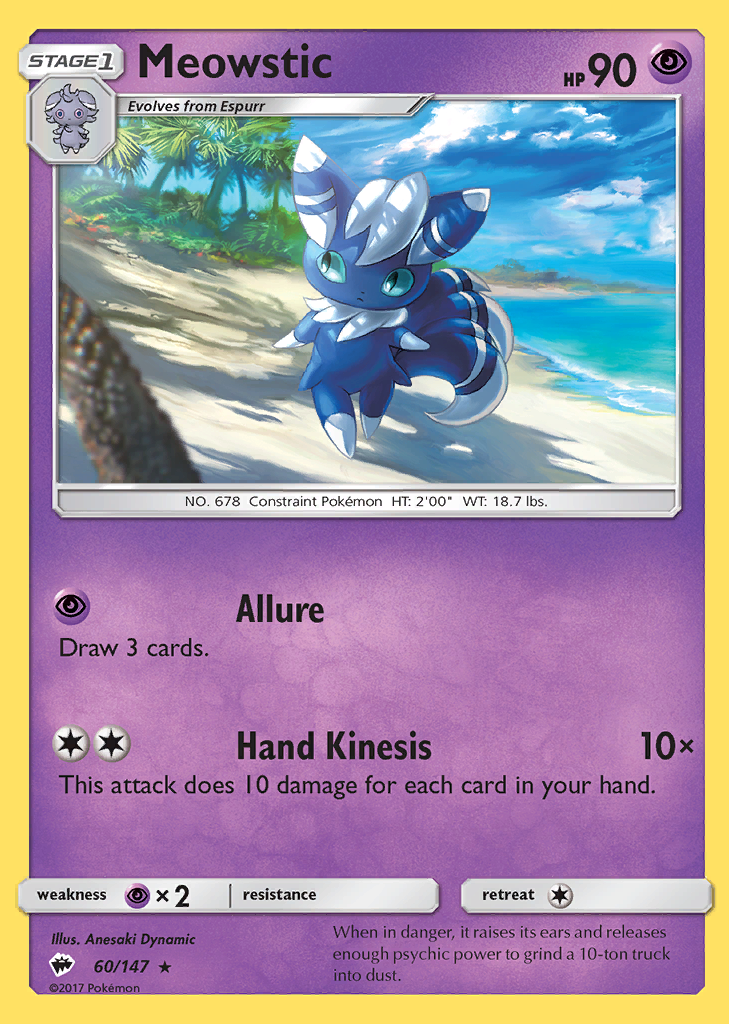 STAGE1
Meowstic
HP 90
Evolves from Espurr
NO. 678 Constraint Pokémon HT: 2'00" WT: 18.7 lbs.
Allure
Draw 3 cards.
Hand Kinesis 10×
This attack does 10 damage for each card in your hand.
weakness ×2 resistance retreat
Illus. Anesaki Dynamic
60/147 ★
©2017 Pokémon
When in danger, it raises its ears and releases
enough psychic power to grind a 10-ton truck
into dust.